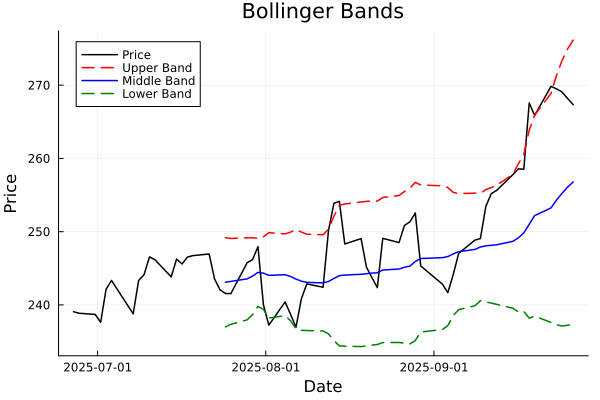 Bollinger Bands
Price
Upper Band
Middle Band
Lower Band
270
260
250
240
Price
2025-07-01
2025-08-01
2025-09-01
Date